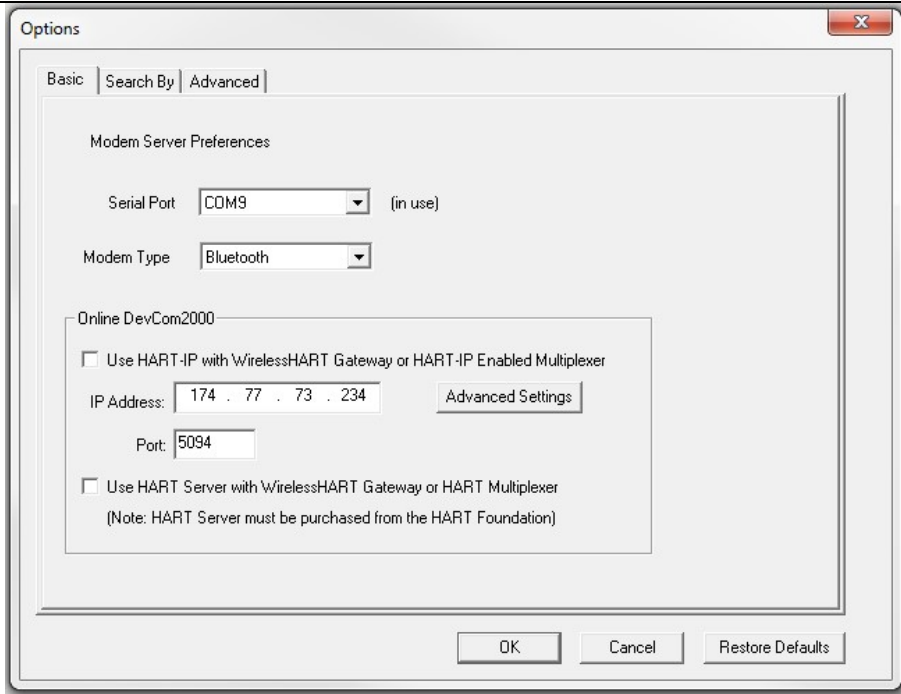 Options
Basic Search By Advanced
Modem Server Preferences
Serial Port COM9 (in use)
Modem Type Bluetooth
Online DevCom2000
Use HART-IP with WirelessHART Gateway or HART-IP Enabled Multiplexer
IP Address: 174 . 77 . 73 . 234 Advanced Settings
Port: 5094
Use HART Server with WirelessHART Gateway or HART Multiplexer
(Note: HART Server must be purchased from the HART Foundation)
OK Cancel Restore Defaults